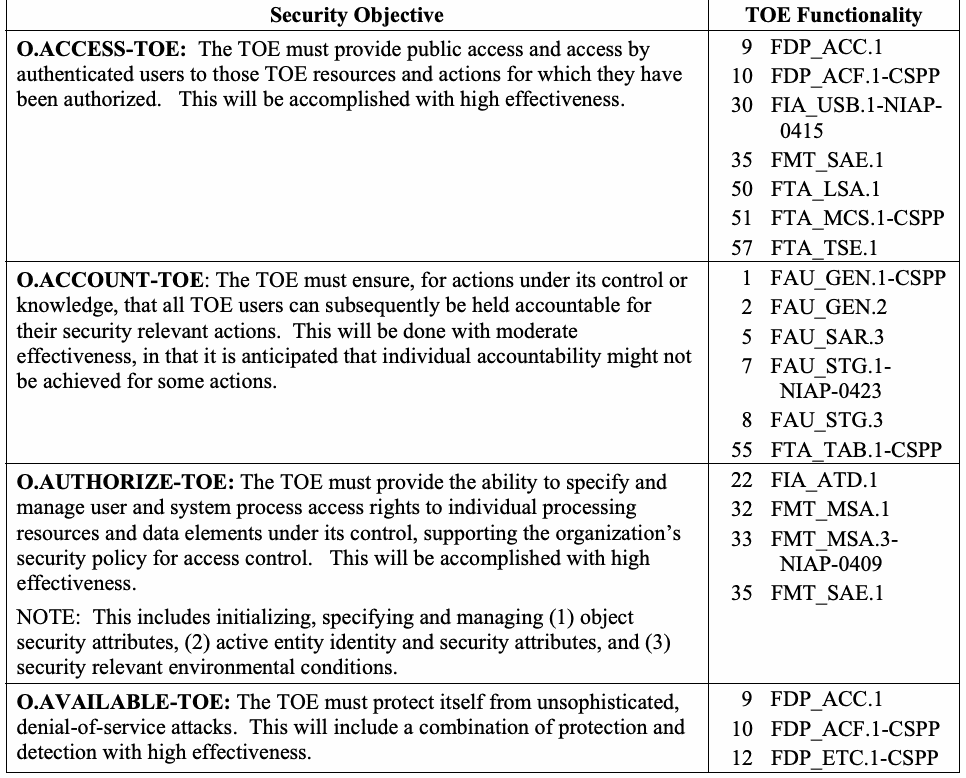 Security Objective
TOE Functionality
O.ACCESS-TOE: The TOE must provide public access and access by
authenticated users to those TOE resources and actions for which they have
been authorized. This will be accomplished with high effectiveness.
9 FDP_ACC.1
10 FDP_ACF.1-CSPP
30 FIA_USB.1-NIAP-
0415
35 FMT_SAE.1
50 FTA_LSA.1
51 FTA_MCS.1-CSPP
57 FTA_TSE.1
O.ACCOUNT-TOE: The TOE must ensure, for actions under its control or
knowledge, that all TOE users can subsequently be held accountable for
their security relevant actions. This will be done with moderate
effectiveness, in that it is anticipated that individual accountability might not
be achieved for some actions.
1 FAU_GEN.1-CSPP
2 FAU_GEN.2
5 FAU_SAR.3
7 FAU_STG.1-
NIAP-0423
8 FAU_STG.3
55 FTA_TAB.1-CSPP
O.AUTHORIZE-TOE: The TOE must provide the ability to specify and
manage user and system process access rights to individual processing
resources and data elements under its control, supporting the organization's
security policy for access control. This will be accomplished with high
effectiveness.
NOTE: This includes initializing, specifying and managing (1) object
security attributes, (2) active entity identity and security attributes, and (3)
security relevant environmental conditions.
22 FIA_ATD.1
32 FMT_MSA.1
33 FMT_MSA.3-
NIAP-0409
35 FMT_SAE.1
O.AVAILABLE-TOE: The TOE must protect itself from unsophisticated,
denial-of-service attacks. This will include a combination of protection and
detection with high effectiveness.
9 FDP_ACC.1
10 FDP_ACF.1-CSPP
12 FDP_ETC.1-CSPP